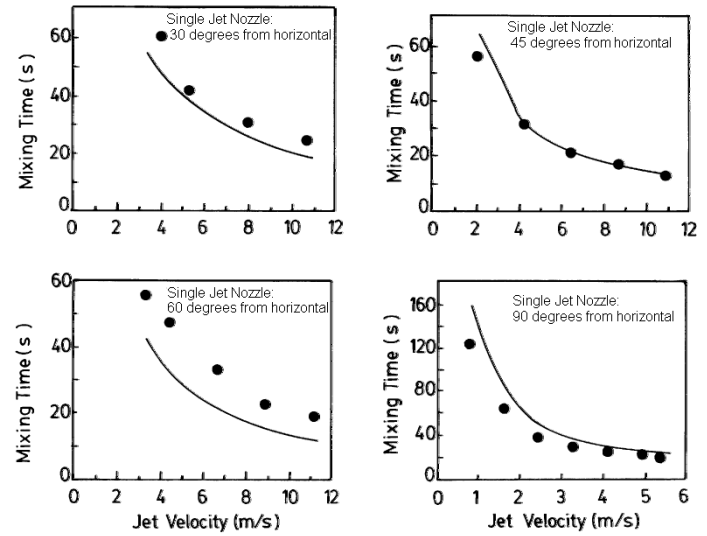 Single Jet Nozzle:
30 degrees from horizontal
Mixing Time (s)
60
40
20
0
0 2 4 6 8 10 12
Single Jet Nozzle:
45 degrees from horizontal
Mixing Time (s)
60
40
20
0
0 2 4 6 8 10 12
Single Jet Nozzle:
60 degrees from horizontal
Mixing Time (s)
60
40
20
0
0 2 4 6 8 10 12
Jet Velocity (m/s)
Single Jet Nozzle:
90 degrees from horizontal
Mixing Time (s)
160
120
80
40
0
0 1 2 3 4 5 6
Jet Velocity (m/s)